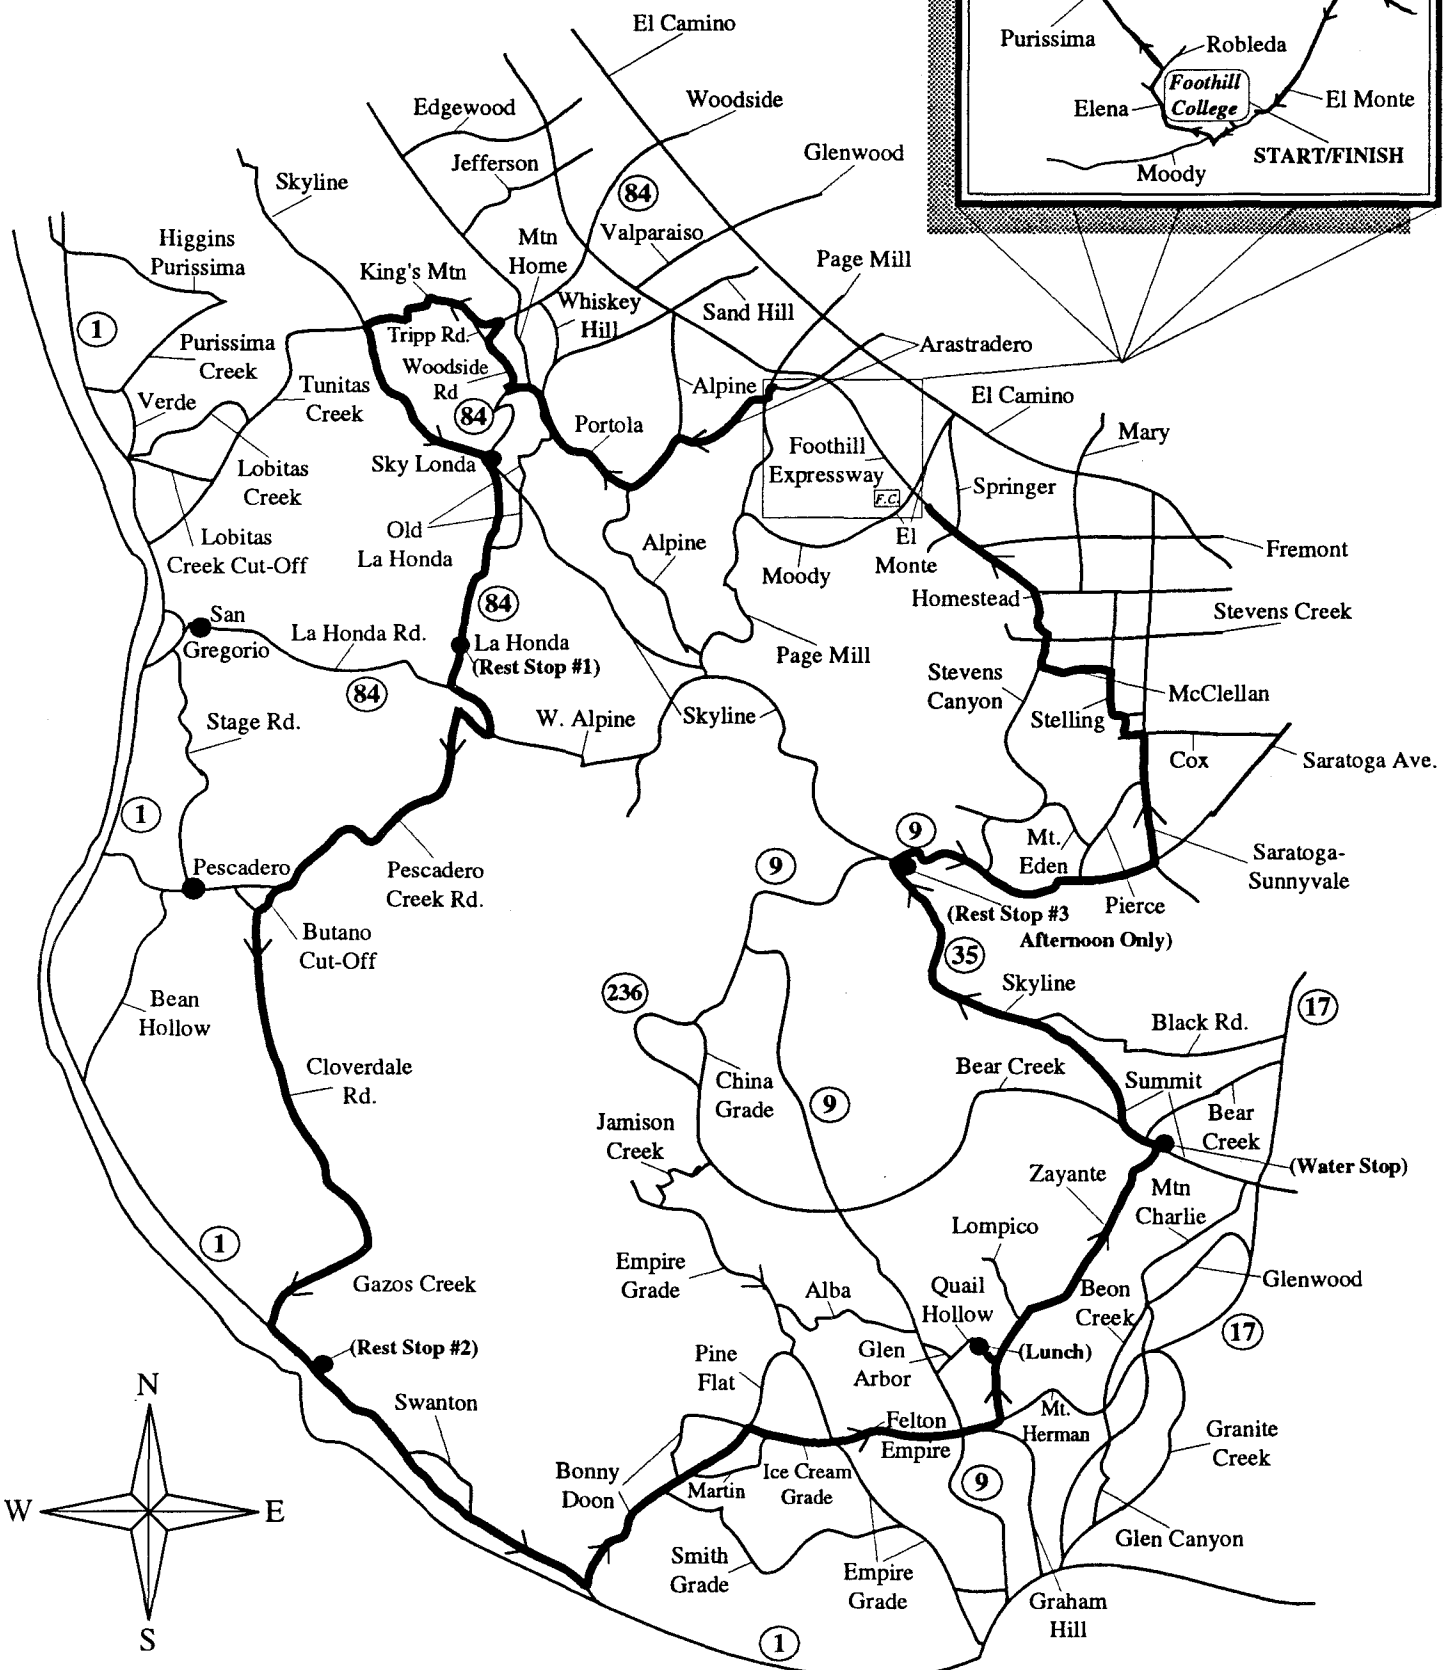 El Camino
Purissima
Robleda
Foothill
College
Elena
El Monte
START/FINISH
Moody
Edgewood
Woodside
Jefferson
Glenwood
Skyline
84
Valparaiso
Higgins
Purissima
Mtn
Home
Page Mill
King's Mtn
Whiskey
Hill
Sand Hill
1
Tripp Rd.
Purissima
Creek
Woodside
Rd
Arastradero
Tunitas
Creek
Alpine
Verde
84
El Camino
Portola
Mary
Foothill
Expressway
Sky Londa
Lobitas
Creek
Springer
F.C.
Old
La Honda
Lobitas
Creek Cut-Off
Alpine
El
Monte
Moody
Fremont
84
Homestead
Stevens Creek
San
Gregorio
La Honda Rd.
La Honda
(Rest Stop #1)
Page Mill
84
Stevens
Canyon
McClellan
Stage Rd.
W. Alpine
Skyline
Stelling
Cox
Saratoga Ave.
1
9
Mt.
Eden
Saratoga-
Sunnyvale
Pescadero
Pescadero
Creek Rd.
9
Pierce
(Rest Stop #3
Afternoon Only)
Butano
Cut-Off
35
236
Skyline
Bean
Hollow
17
Black Rd.
Cloverdale
Rd.
Bear Creek
China
Grade
Summit
9
Bear
Creek
Jamison
Creek
(Water Stop)
Zayante
Mtn
Charlie
Lompico
1
Empire
Grade
Gazos Creek
Alba
Quail
Hollow
Beon
Creek
Glenwood
17
(Rest Stop #2)
Pine
Flat
Glen
Arbor
(Lunch)
N
Swanton
Felton
Empire
Mt.
Herman
Granite
Creek
Bonny
Doon
Martin
Ice Cream
Grade
9
W
E
Glen Canyon
Smith
Grade
Empire
Grade
Graham
Hill
S
1